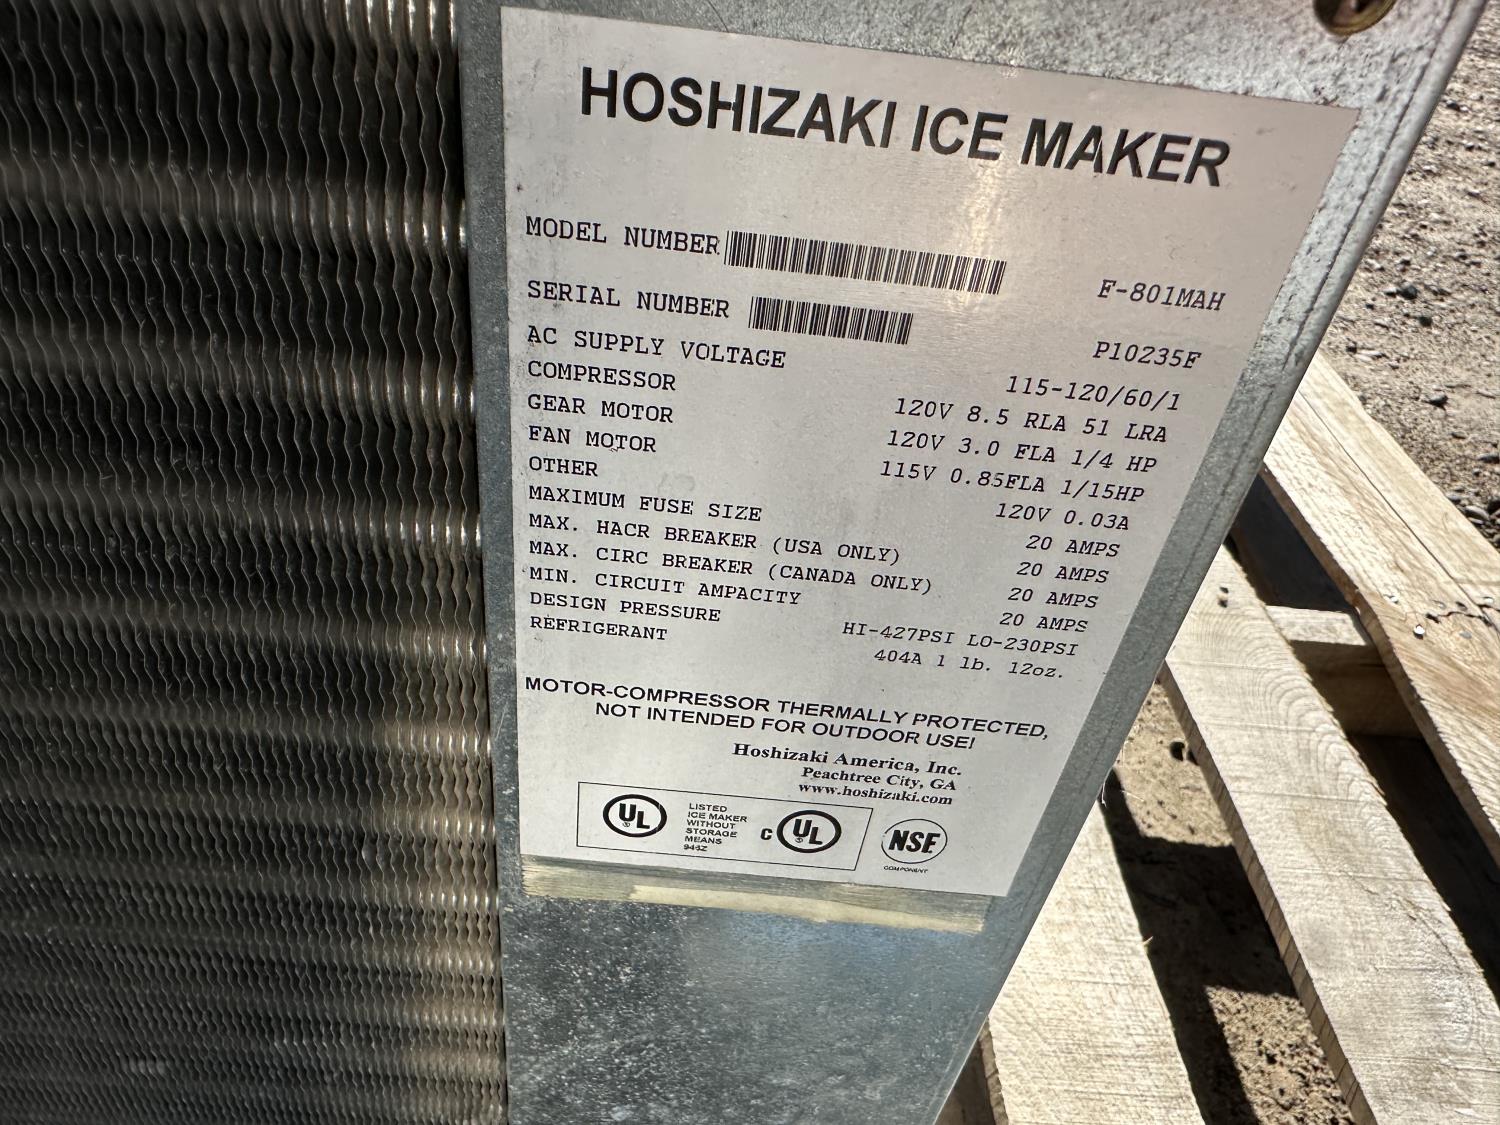 HOSHIZAKI ICE MAKER
MODEL NUMBER F-801MAH
SERIAL NUMBER P10235F
AC SUPPLY VOLTAGE 115-120/60/1
COMPRESSOR 120V 8.5 RLA 51 LRA
GEAR MOTOR 120V 3.0 FLA 1/4 HP
FAN MOTOR 115V 0.85FLA 1/15HP
OTHER 120V 0.03A
MAXIMUM FUSE SIZE 20 AMPS
MAX. HACR BREAKER (USA ONLY) 20 AMPS
MAX. CIRC BREAKER (CANADA ONLY) 20 AMPS
MIN. CIRCUIT AMPACITY 20 AMPS
DESIGN PRESSURE HI-427PSI LO-230PSI
REFRIGERANT 404A 1 lb. 12oz.
MOTOR-COMPRESSOR THERMALLY PROTECTED,
NOT INTENDED FOR OUTDOOR USE!
Hoshizaki America, Inc.
Peachtree City, GA
www.hoshizaki.com
UL ®
LISTED
ICE MAKER
WITHOUT
STORAGE
MEANS
944Z
C UL ®
NSF
COMPONENT